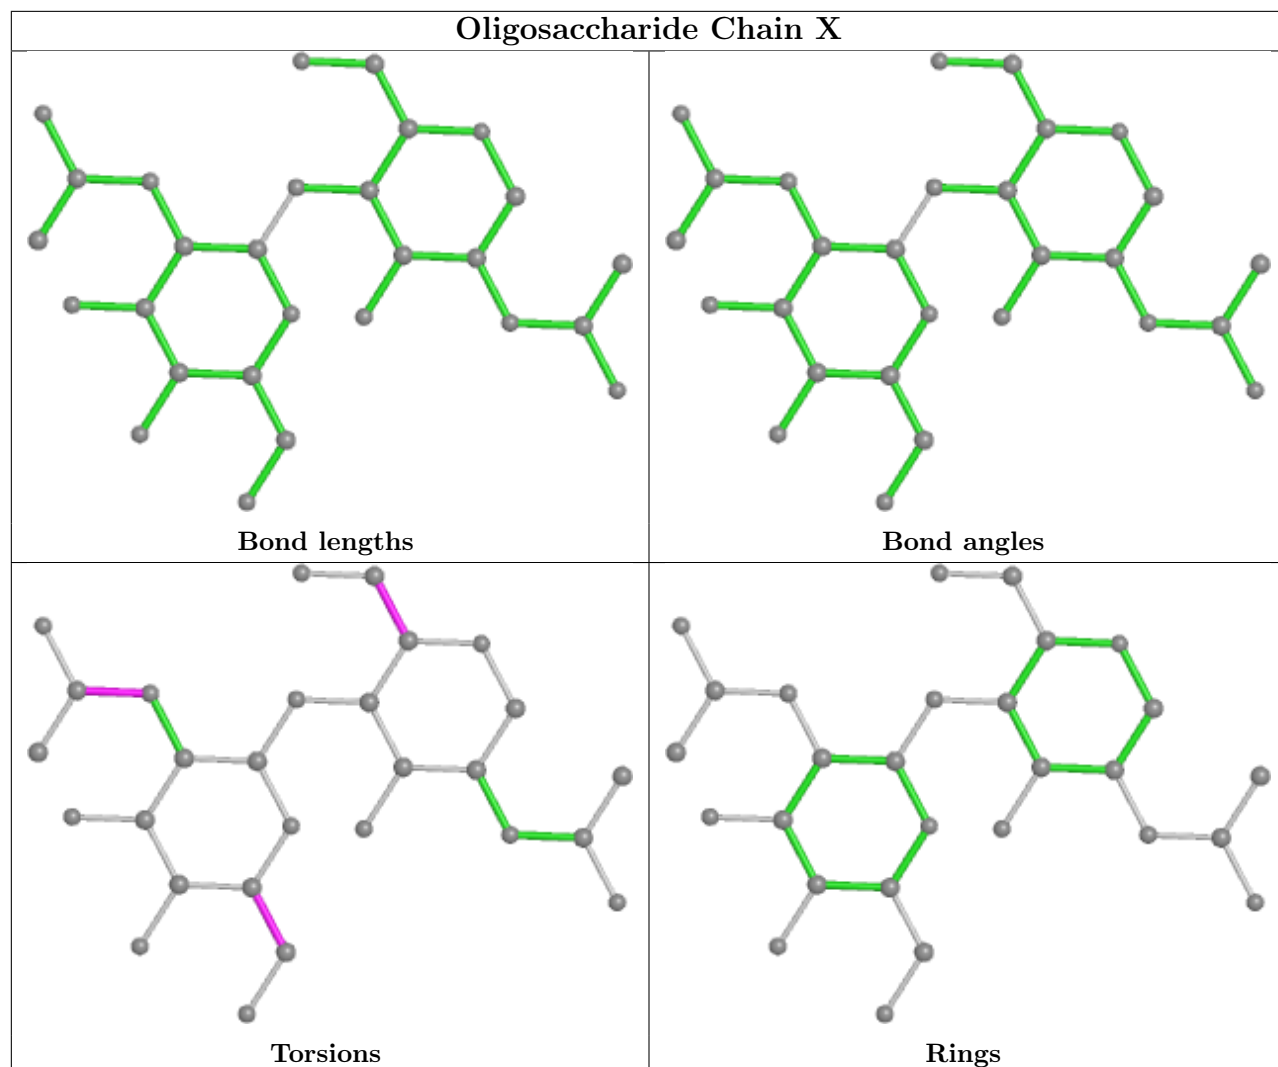 Oligosaccharide Chain X
Bond lengths
Bond angles
Torsions
Rings